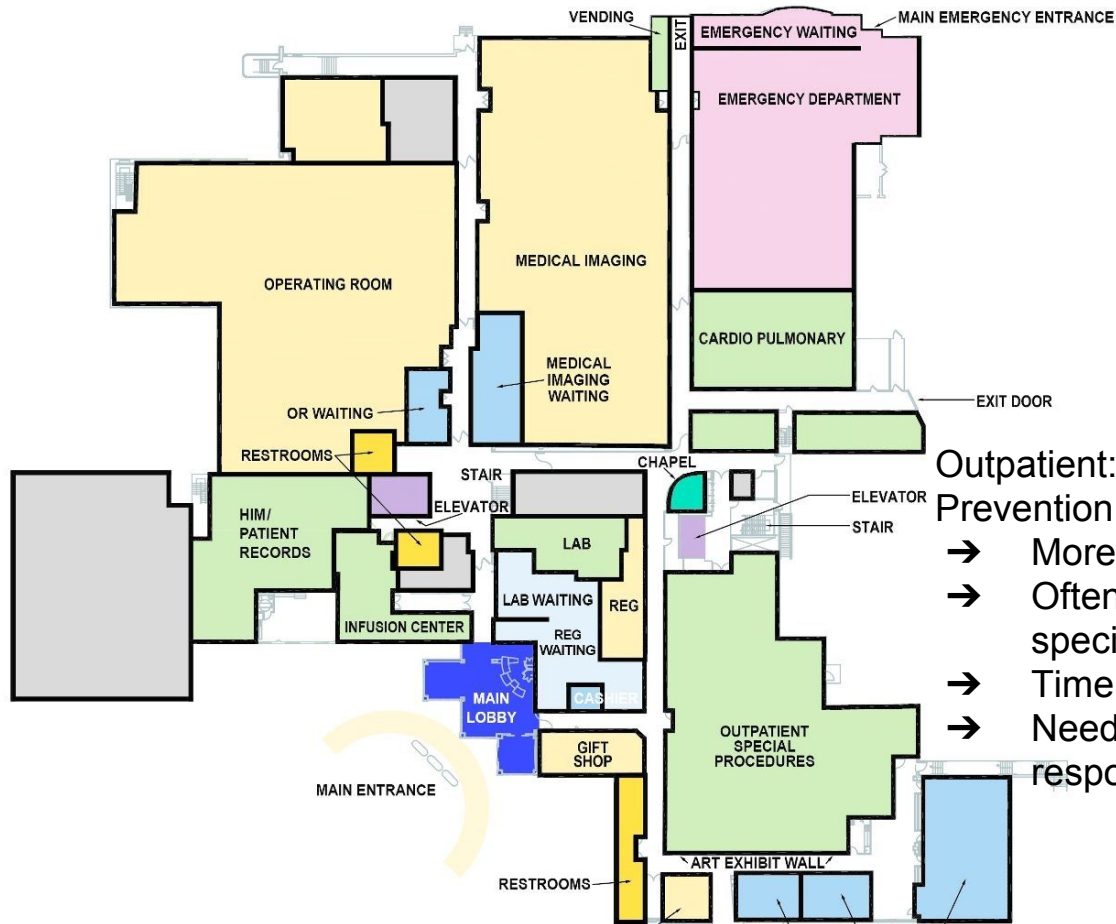 VENDING
EXIT
EMERGENCY WAITING
MAIN EMERGENCY ENTRANCE
EMERGENCY DEPARTMENT
MEDICAL IMAGING
OPERATING ROOM
CARDIO PULMONARY
MEDICAL
IMAGING
WAITING
EXIT DOOR
OR WAITING
RESTROOMS
STAIR
CHAPEL
ELEVATOR
ELEVATOR
STAIR
HIM/
PATIENT
RECORDS
LAB
LAB WAITING
REG
REG
WAITING
INFUSION CENTER
CASHIER
MAIN
LOBBY
GIFT
SHOP
OUTPATIENT
SPECIAL
PROCEDURES
MAIN ENTRANCE
ART EXHIBIT WALL
RESTROOMS
Outpatient:
Prevention
➔ More
➔ Often
speci
➔ Time
➔ Need
respo